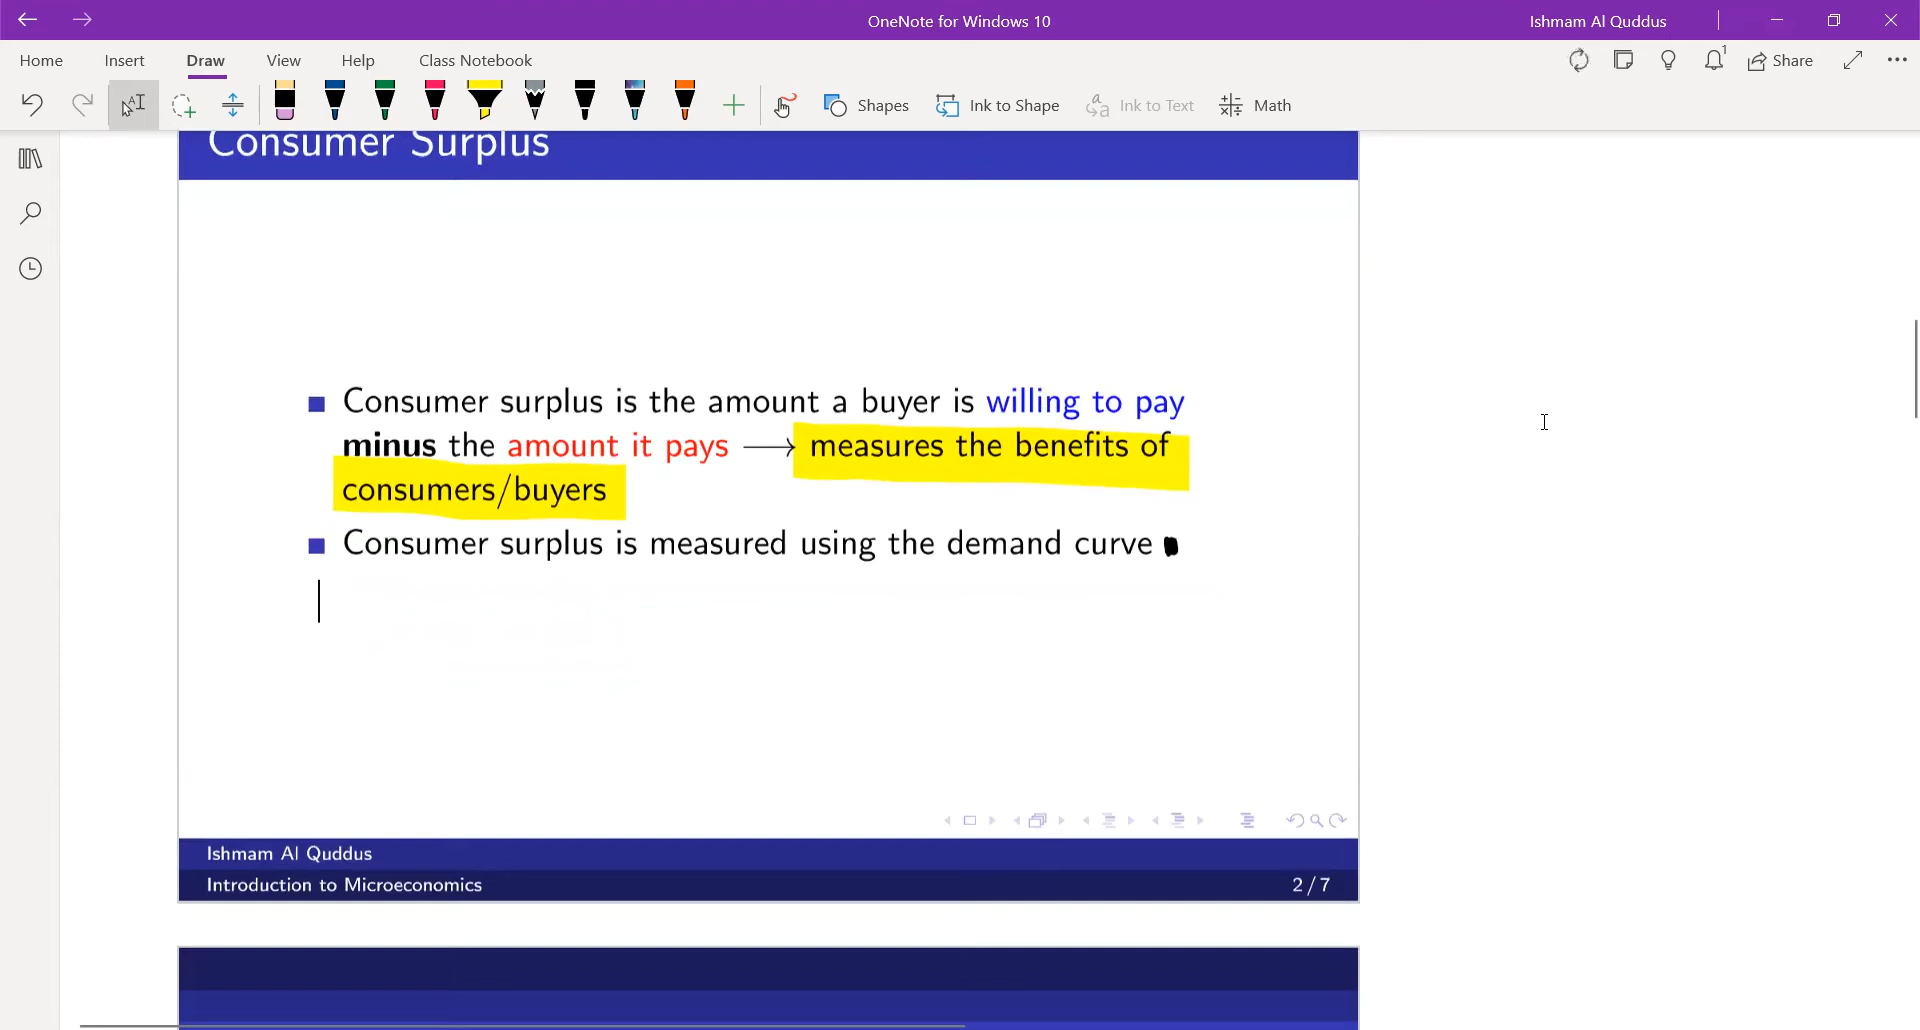 OneNote for Windows 10
Ishmam Al Quddus
Home Insert Draw View Help Class Notebook
1
Share
Shapes Ink to Shape Ink to Text Math
Consumer Surplus
Consumer surplus is the amount a buyer is willing to pay
minus the amount it pays ⟶ measures the benefits of
consumers/buyers
Consumer surplus is measured using the demand curve
Ishmam Al Quddus
Introduction to Microeconomics
2 / 7